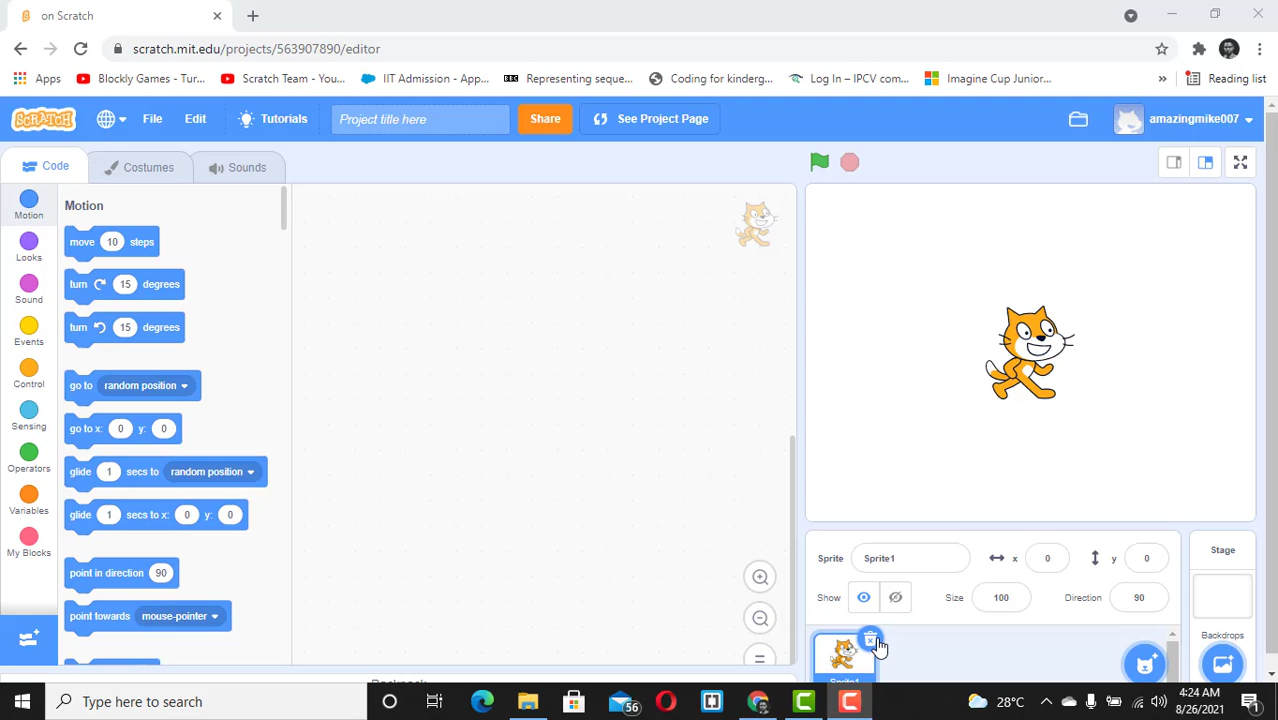 on Scratch
scratch.mit.edu/projects/563907890/editor
Apps
Blockly Games - Tur...
Scratch Team - You...
IIT Admission - App...
Representing seque...
Coding for kinderg...
Log In – IPCV comm...
Imagine Cup Junior...
»
Reading list
SCRATCH
File
Edit
Tutorials
Project title here
Share
See Project Page
amazingmike007
Code
Costumes
Sounds
Motion
Looks
Sound
Events
Control
Sensing
Operators
Variables
My Blocks
Motion
move 10 steps
turn 15 degrees
turn 15 degrees
go to random position
go to x: 0 y: 0
glide 1 secs to random position
glide 1 secs to x: 0 y: 0
point in direction 90
point towards mouse-pointer
Sprite Sprite1 x 0 y 0
Show Size 100 Direction 90
Sprite1
Stage
Backdrops
Type here to search
56
28°C
4:24 AM
8/26/2021
1